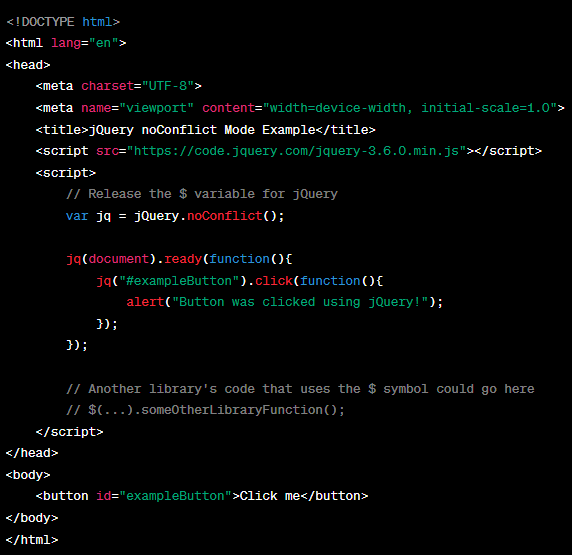 <!DOCTYPE html>
<html lang="en">
<head>
    <meta charset="UTF-8">
    <meta name="viewport" content="width=device-width, initial-scale=1.0">
    <title>jQuery noConflict Mode Example</title>
    <script src="https://code.jquery.com/jquery-3.6.0.min.js"></script>
    <script>
        // Release the $ variable for jQuery
        var jq = jQuery.noConflict();

        jq(document).ready(function(){
            jq("#exampleButton").click(function(){
                alert("Button was clicked using jQuery!");
            });
        });

        // Another library's code that uses the $ symbol could go here
        // $(...).someOtherLibraryFunction();
    </script>
</head>
<body>
    <button id="exampleButton">Click me</button>
</body>
</html>